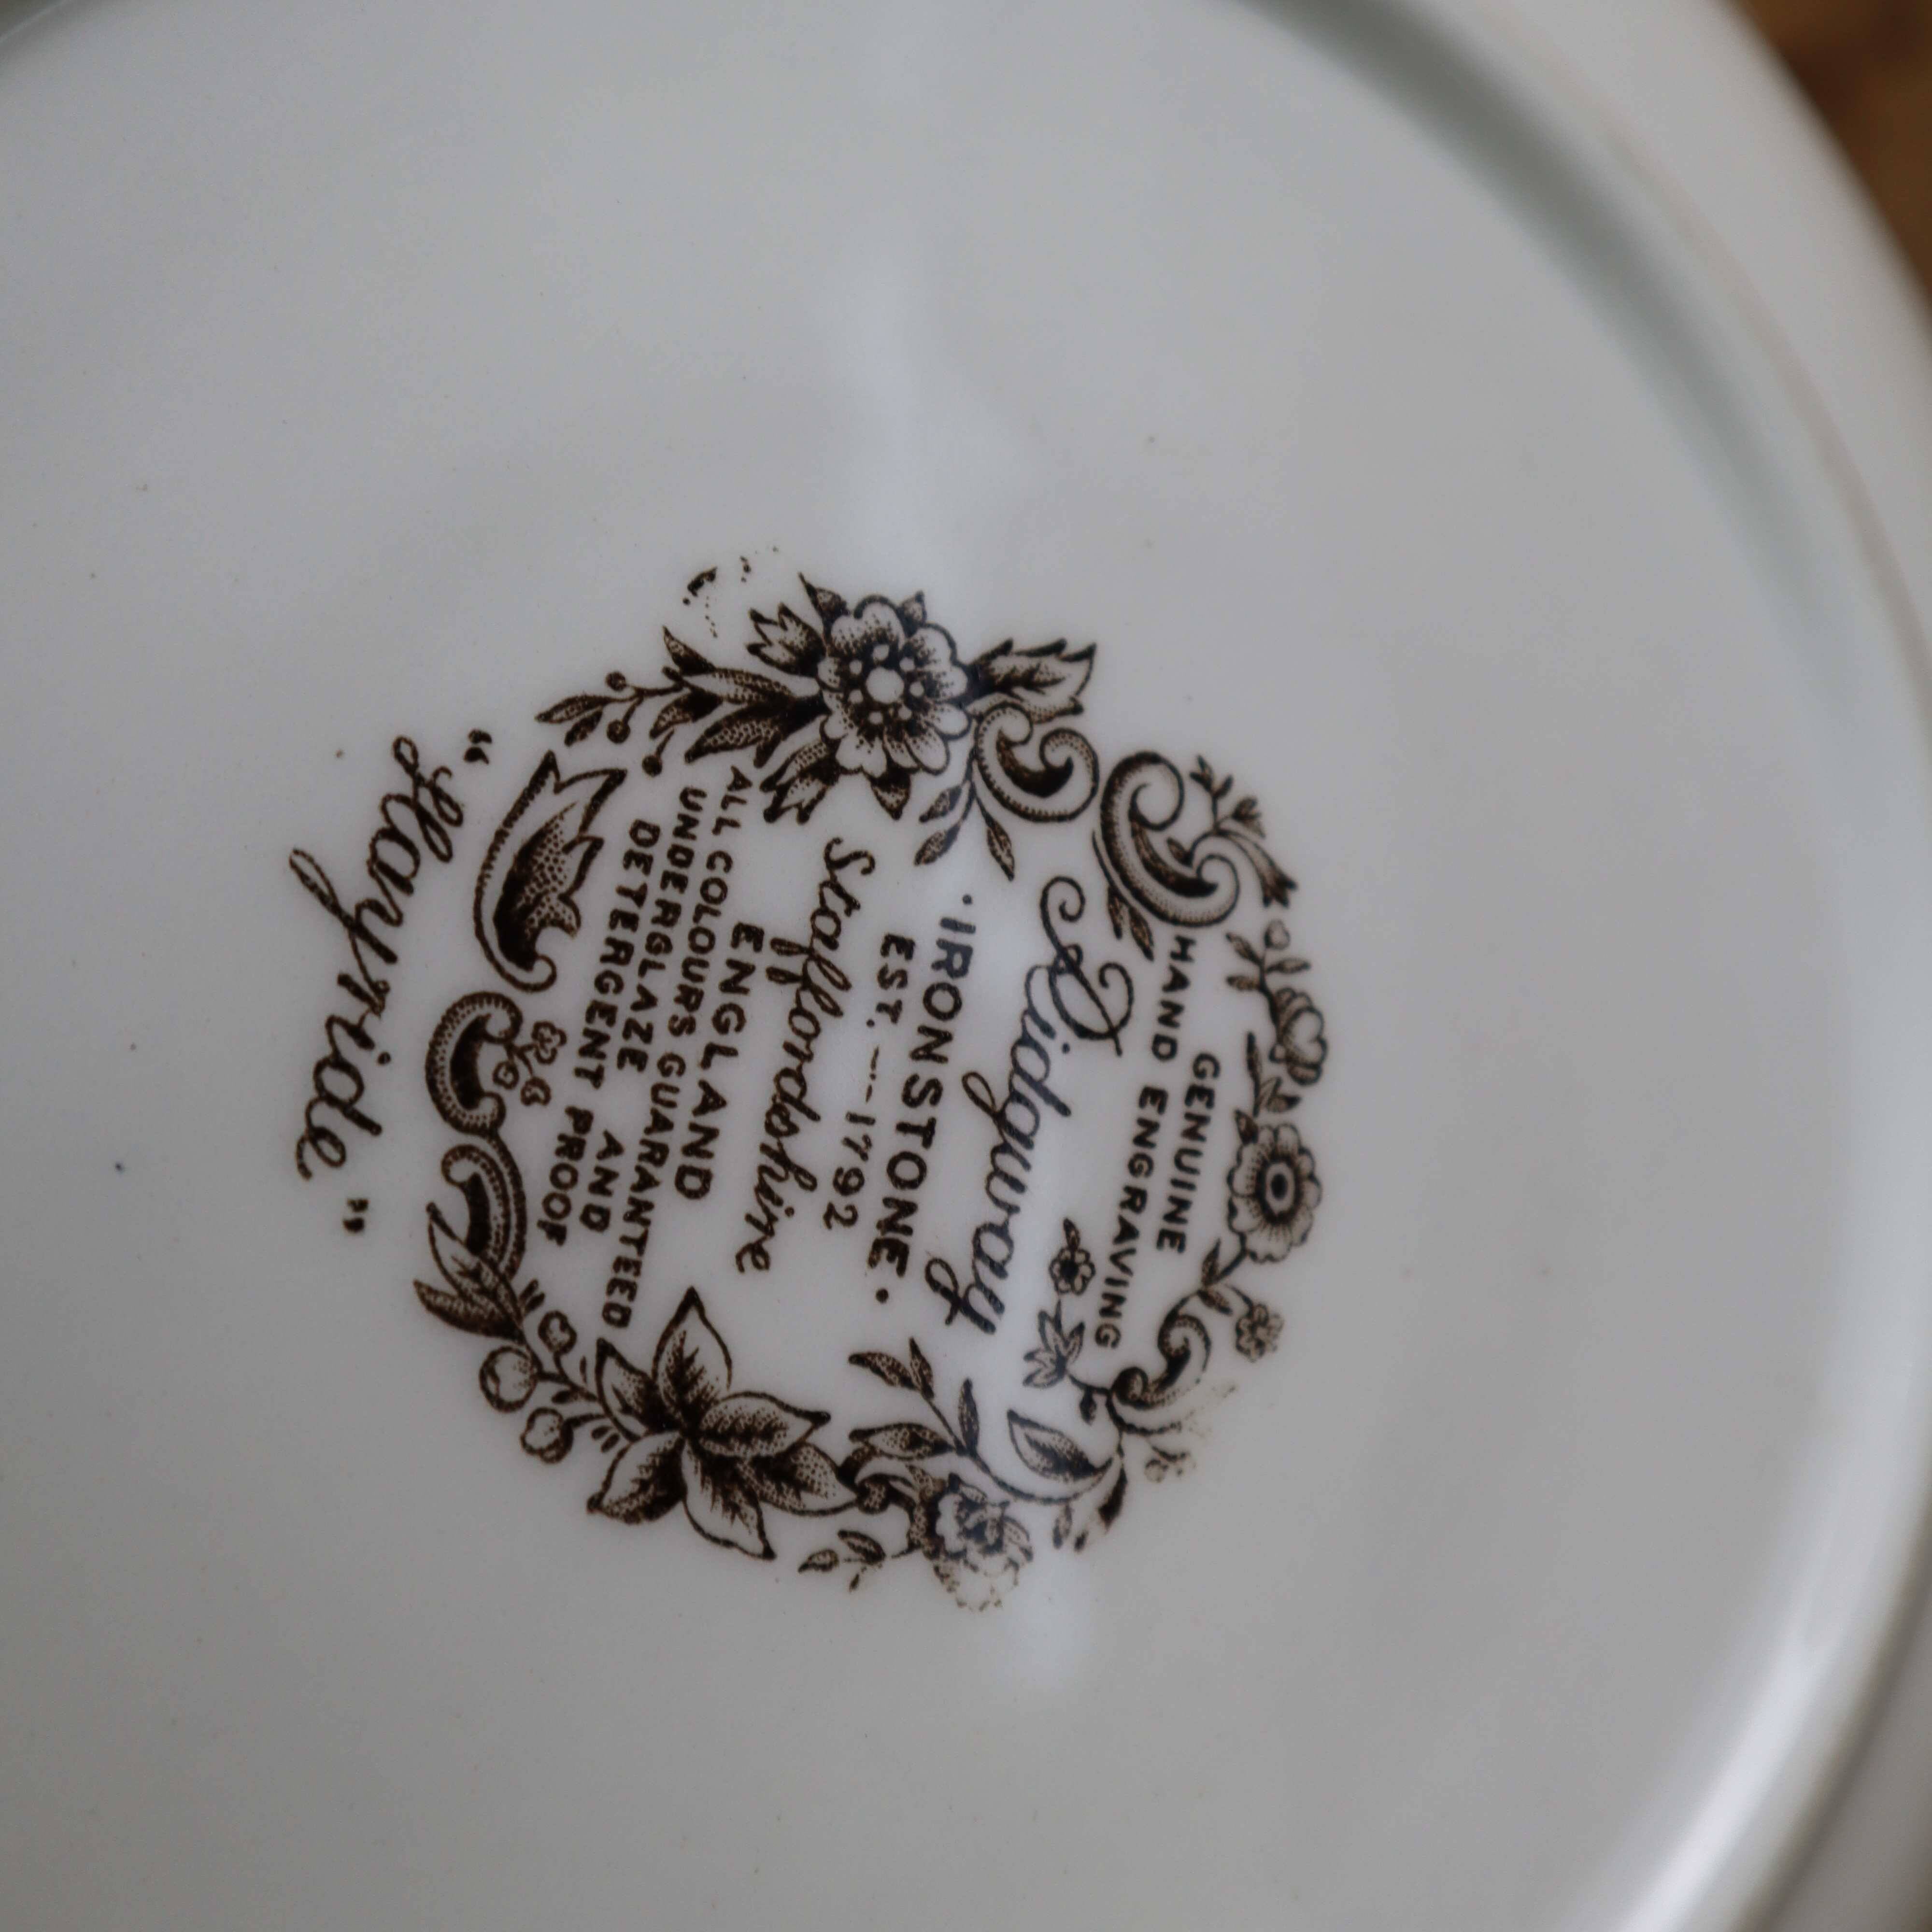 GENUINE
HAND ENGRAVING
Ridgway
· IRONSTONE ·
EST. --- 1792
Staffordshire
ENGLAND
ALL COLOURS GUARANTEED
UNDERGLAZE AND
DETERGENT PROOF
"Hayride"